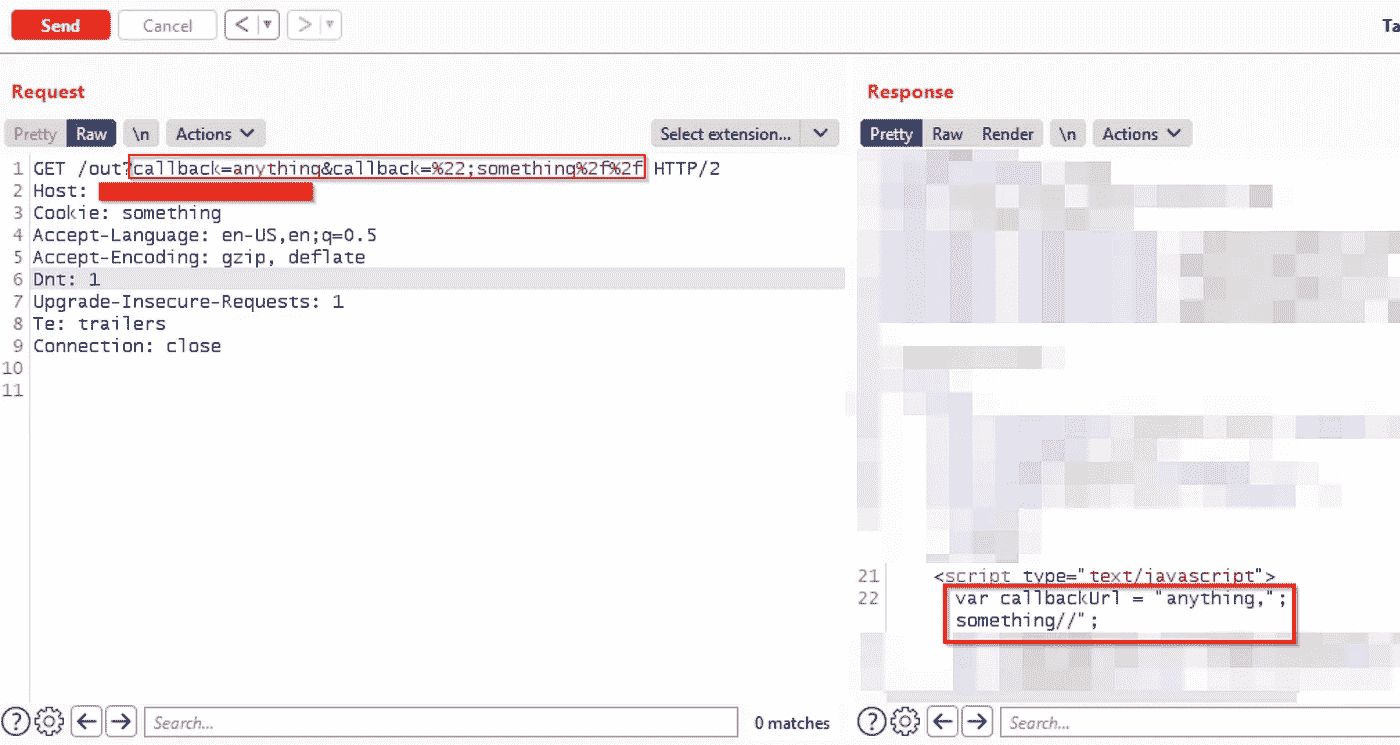 Send
Cancel
< | ▼
> | ▼
Request
Pretty Raw \n Actions
Select extension...
1 GET /out?callback=anything&callback=%22;something%2f%2f HTTP/2
2 Host:
3 Cookie: something
4 Accept-Language: en-US,en;q=0.5
5 Accept-Encoding: gzip, deflate
6 Dnt: 1
7 Upgrade-Insecure-Requests: 1
8 Te: trailers
9 Connection: close
10
11
? Search... 0 matches
Response
Pretty Raw Render \n Actions
21 <script type="text/javascript">
22 var callbackUrl = "anything,";
something//";
? Search...